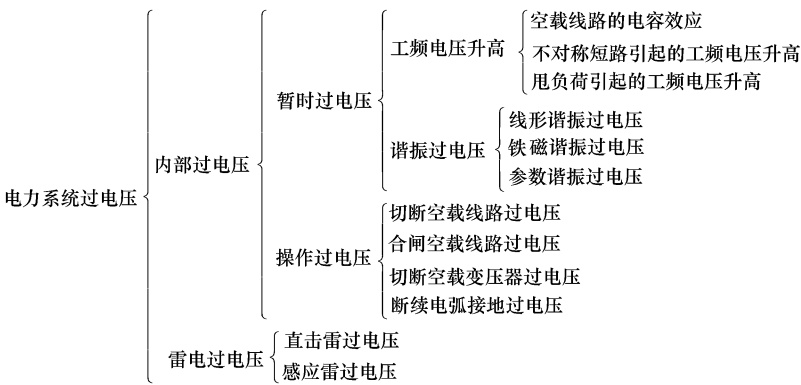 电力系统过电压
内部过电压
暂时过电压
工频电压升高
空载线路的电容效应
不对称短路引起的工频电压升高
甩负荷引起的工频电压升高
谐振过电压
线形谐振过电压
铁磁谐振过电压
参数谐振过电压
操作过电压
切断空载线路过电压
合闸空载线路过电压
切断空载变压器过电压
断续电弧接地过电压
雷电过电压
直击雷过电压
感应雷过电压